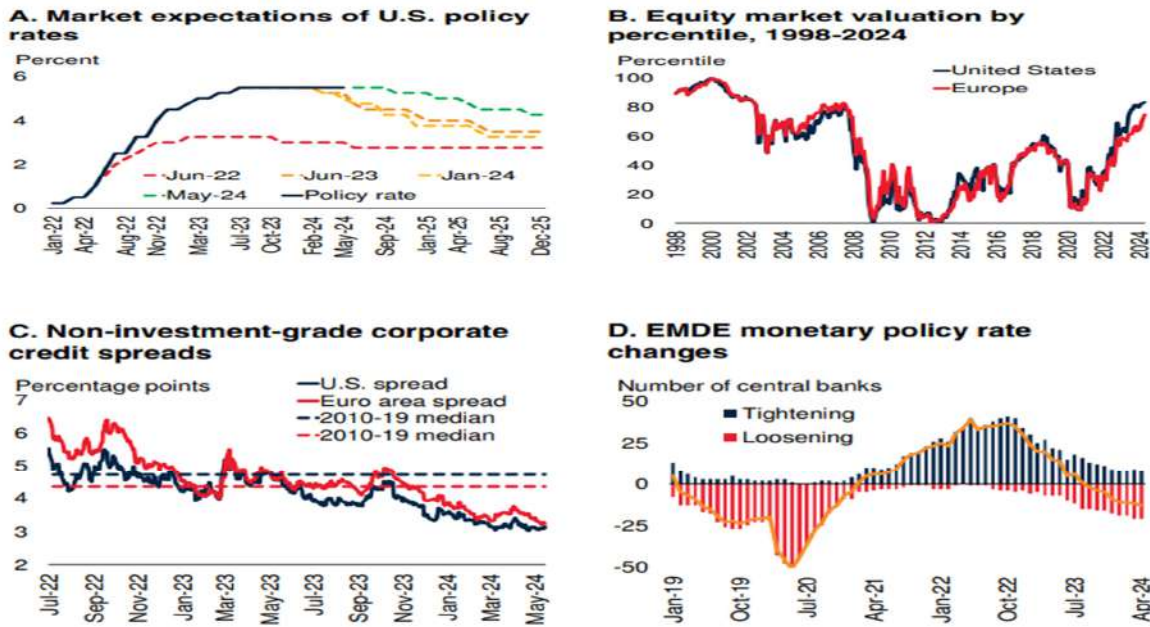 A. Market expectations of U.S. policy
rates
Percent
6
4
2
0
Jun-22
Jun-23
Jan-24
May-24
Policy rate
Jan-22
Apr-22
Aug-22
Nov-22
Mar-23
Jul-23
Oct-23
Feb-24
May-24
Sep-24
Jan-25
Apr-25
Aug-25
Dec-25
B. Equity market valuation by
percentile, 1998-2024
Percentile
100
80
60
40
20
0
United States
Europe
1998
2000
2002
2004
2006
2008
2010
2012
2014
2016
2018
2020
2022
2024
C. Non-investment-grade corporate
credit spreads
Percentage points
7
6
5
4
3
2
U.S. spread
Euro area spread
2010-19 median
2010-19 median
Jul-22
Sep-22
Nov-22
Jan-23
Mar-23
May-23
Jul-23
Sep-23
Nov-23
Jan-24
Mar-24
May-24
D. EMDE monetary policy rate
changes
Number of central banks
50
25
0
-25
-50
Tightening
Loosening
Jan-19
Oct-19
Jul-20
Apr-21
Jan-22
Oct-22
Jul-23
Apr-24